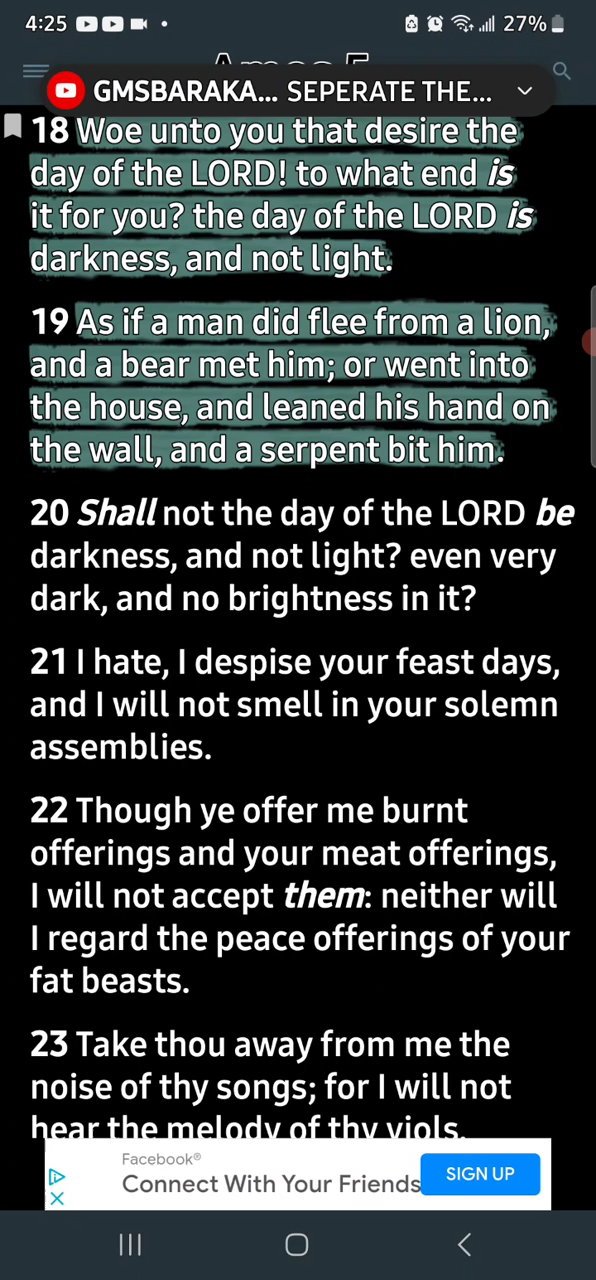 4:25 27%
Amos 5
GMSBARAKA... SEPERATE THE...
18 Woe unto you that desire the
day of the LORD! to what end is
it for you? the day of the LORD is
darkness, and not light.
19 As if a man did flee from a lion,
and a bear met him; or went into
the house, and leaned his hand on
the wall, and a serpent bit him.
20 Shall not the day of the LORD be
darkness, and not light? even very
dark, and no brightness in it?
21 I hate, I despise your feast days,
and I will not smell in your solemn
assemblies.
22 Though ye offer me burnt
offerings and your meat offerings,
I will not accept them: neither will
I regard the peace offerings of your
fat beasts.
23 Take thou away from me the
noise of thy songs; for I will not
hear the melody of thy viols.
Facebook®
Connect With Your Friends
SIGN UP